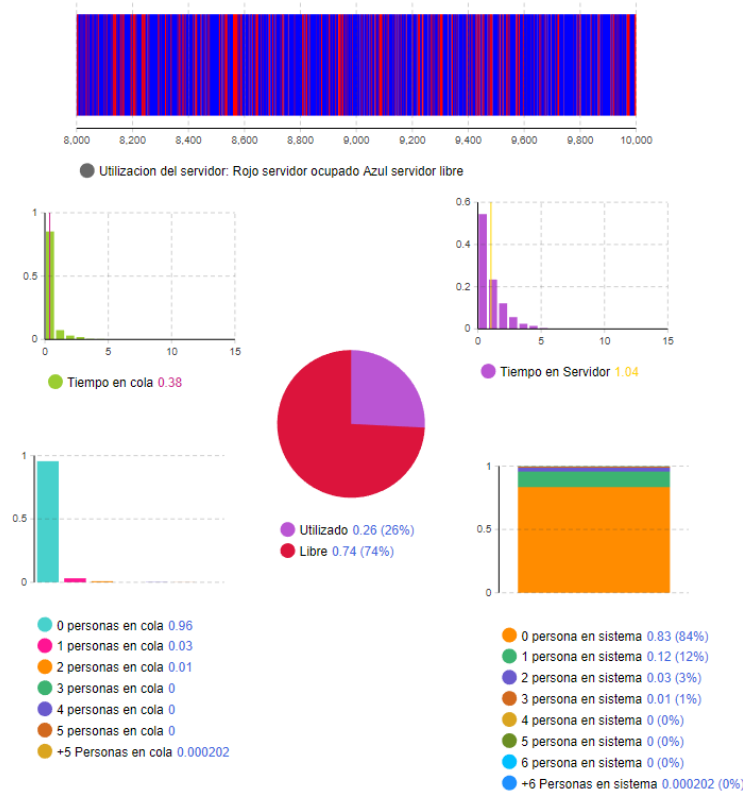 8,000 8,200 8,400 8,600 8,800 9,000 9,200 9,400 9,600 9,800 10,000
Utilizacion del servidor: Rojo servidor ocupado Azul servidor libre
1
0.5
0
0 5 10 15
Tiempo en cola 0.38
0.6
0.4
0.2
0
0 5 10 15
Tiempo en Servidor 1.04
Utilizado 0.26 (26%)
Libre 0.74 (74%)
1
0.5
0
0 personas en cola 0.96
1 personas en cola 0.03
2 personas en cola 0.01
3 personas en cola 0
4 personas en cola 0
5 personas en cola 0
+5 Personas en cola 0.000202
1
0.5
0
0 persona en sistema 0.83 (84%)
1 persona en sistema 0.12 (12%)
2 persona en sistema 0.03 (3%)
3 persona en sistema 0.01 (1%)
4 persona en sistema 0 (0%)
5 persona en sistema 0 (0%)
6 persona en sistema 0 (0%)
+6 Personas en sistema 0.000202 (0%)